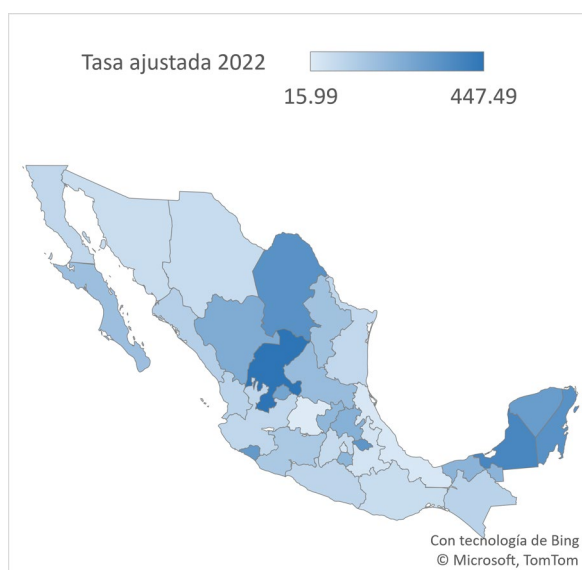 Tasa ajustada 2022
15.99 447.49
Con tecnología de Bing
© Microsoft, TomTom